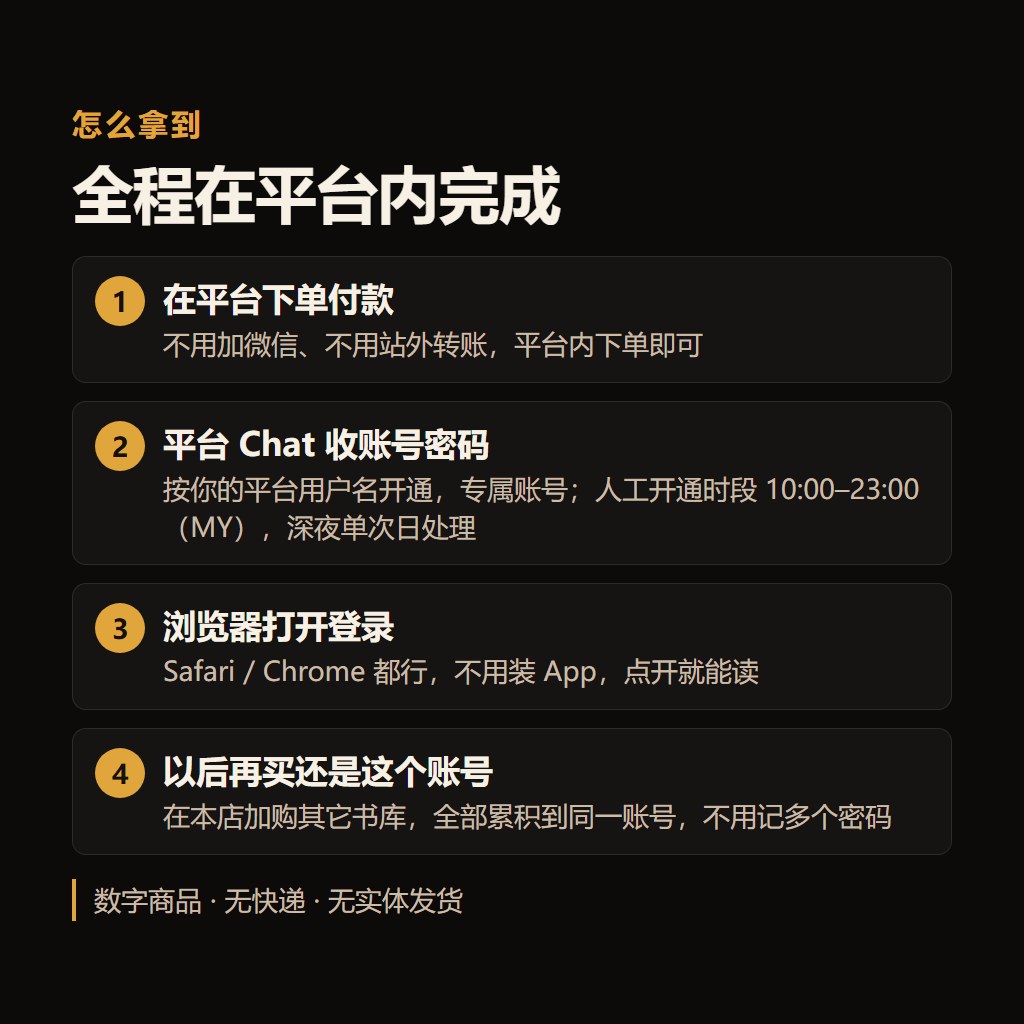 怎么拿到
全程在平台内完成
1 在平台下单付款
不用加微信、不用站外转账，平台内下单即可
2 平台 Chat 收账号密码
按你的平台用户名开通，专属账号；人工开通时段 10:00–23:00
（MY），深夜单次日处理
3 浏览器打开登录
Safari / Chrome 都行，不用装 App，点开就能读
4 以后再买还是这个账号
在本店加购其它书库，全部累积到同一账号，不用记多个密码
数字商品 · 无快递 · 无实体发货